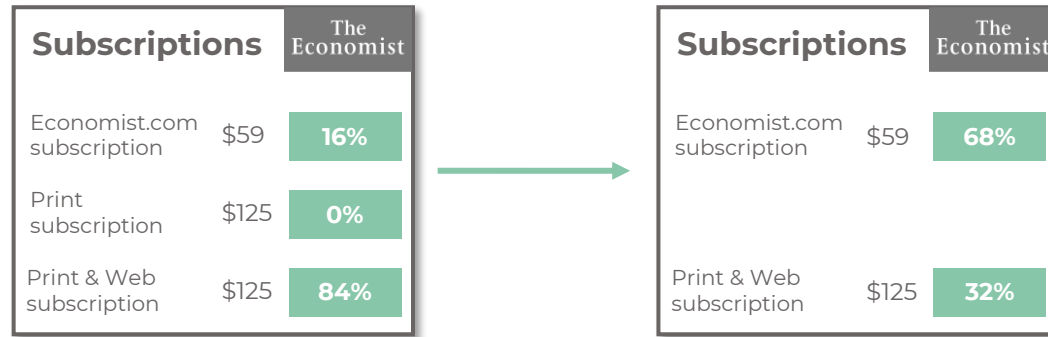 Subscriptions
The
Economist
Economist.com
subscription
$59
16%
Print
subscription
$125
0%
Print & Web
subscription
$125
84%
Subscriptions
The
Economist
Economist.com
subscription
$59
68%
Print & Web
subscription
$125
32%